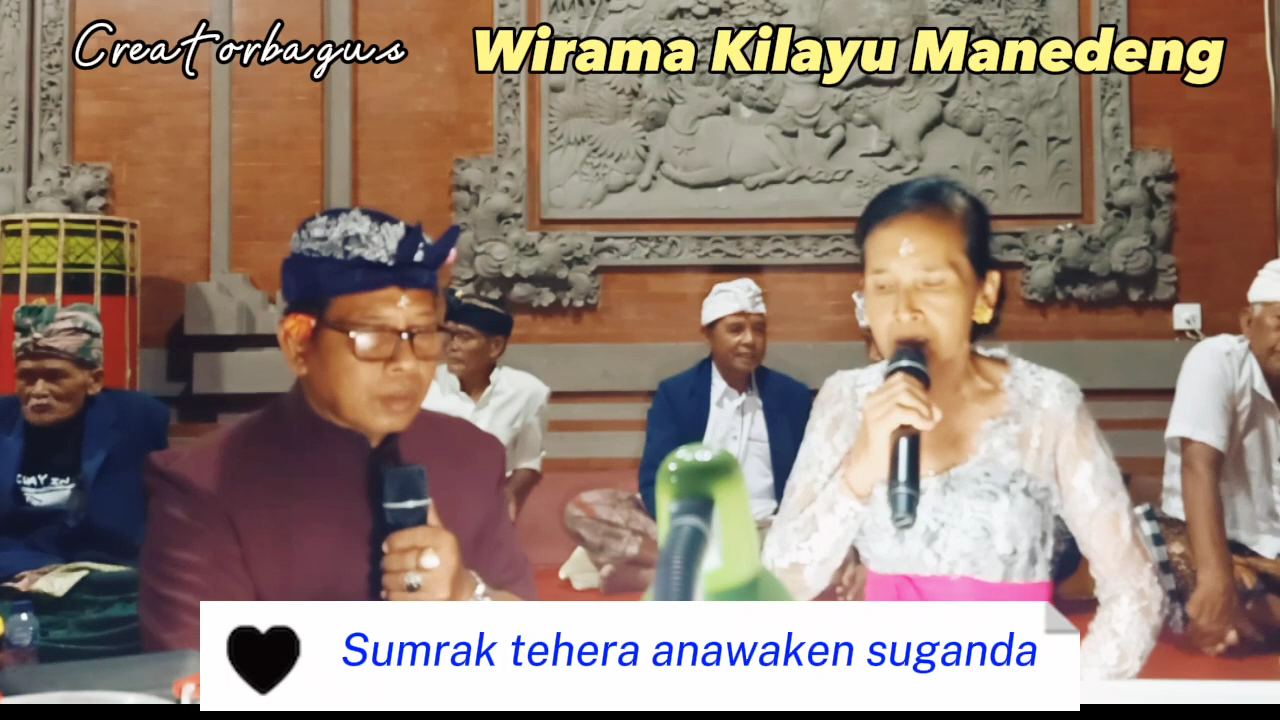 Creatorbagus
Wirama Kilayu Manedeng
Sumrak tehera anawaken suganda